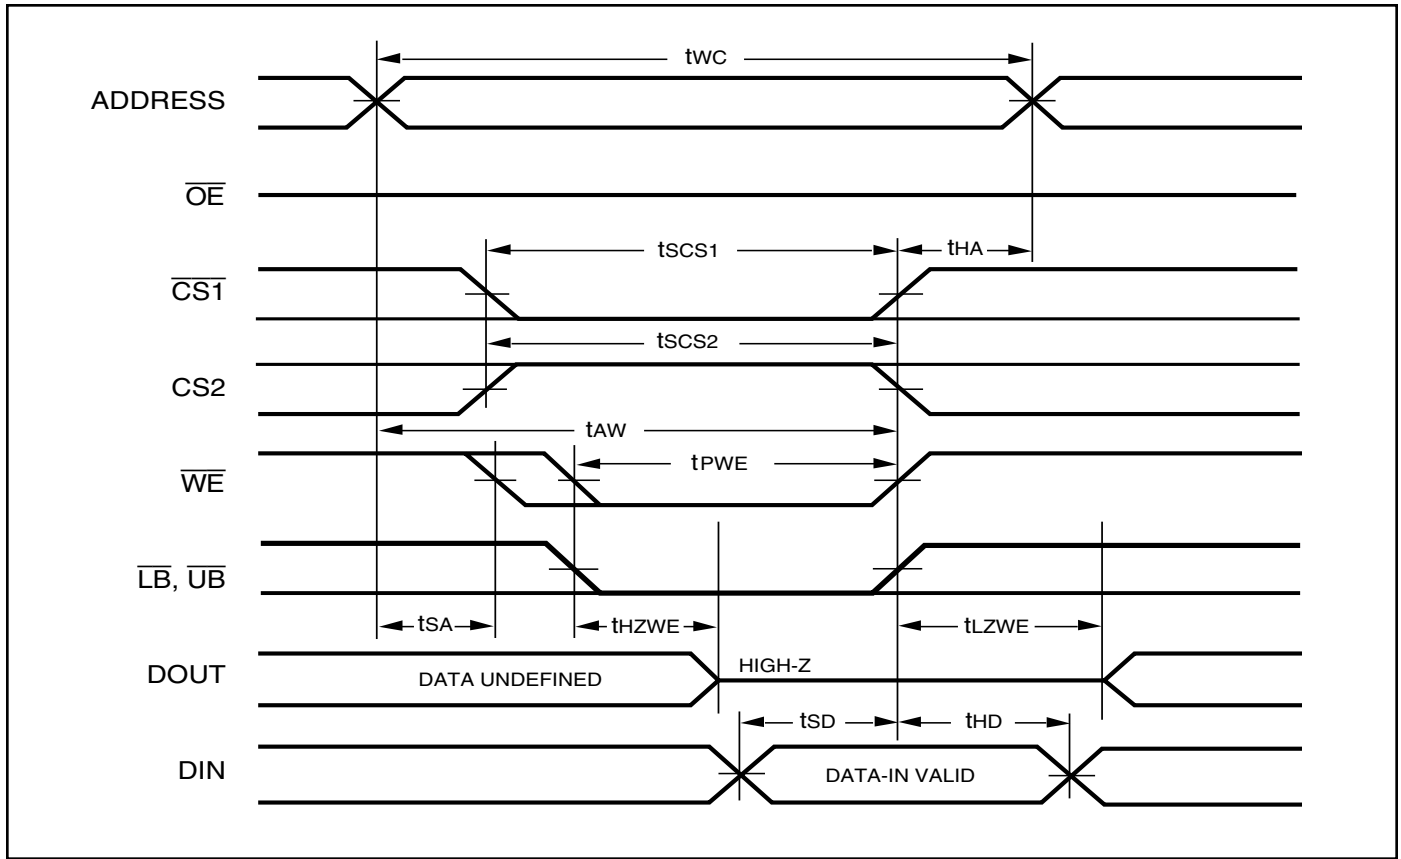 tWC
ADDRESS
OE
tSCS1
tHA
CS1
tSCS2
CS2
tAW
tPWE
WE
LB, UB
tSA
tHZWE
tLZWE
DOUT
DATA UNDEFINED
HIGH-Z
tSD
tHD
DIN
DATA-IN VALID